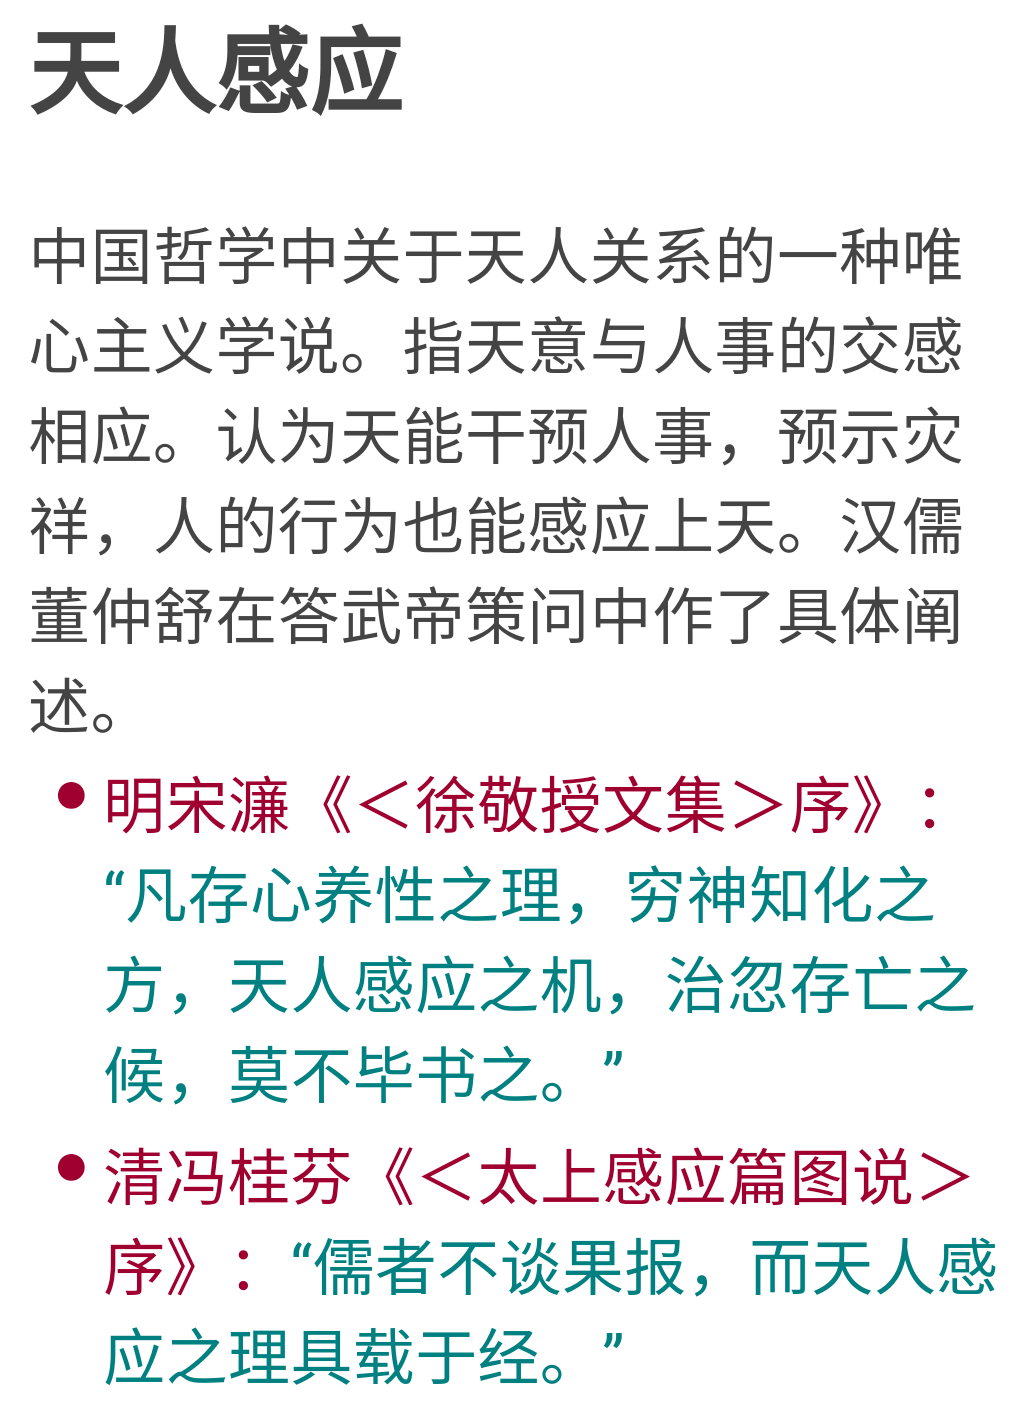 天人感应
中国哲学中关于天人关系的一种唯
心主义学说。指天意与人事的交感
相应。认为天能干预人事，预示灾
祥，人的行为也能感应上天。汉儒
董仲舒在答武帝策问中作了具体阐
述。
•明宋濂《＜徐敬授文集＞序》：
“凡存心养性之理，穷神知化之
方，天人感应之机，治忽存亡之
候，莫不毕书之。”
•清冯桂芬《＜太上感应篇图说＞
序》：“儒者不谈果报，而天人感
应之理具载于经。”